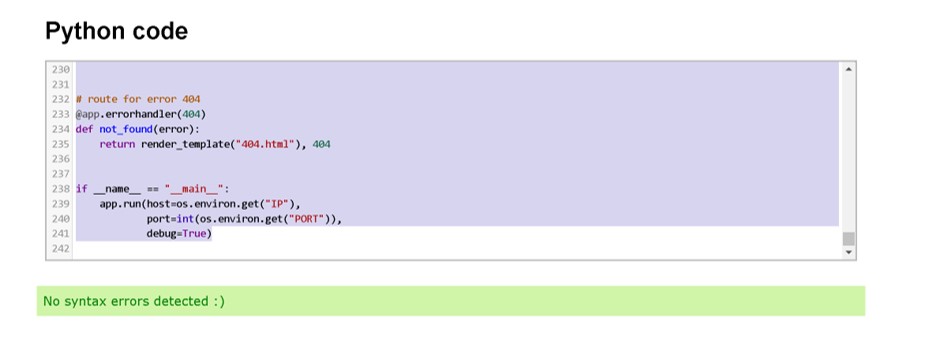 Python code
230
231
232 # route for error 404
233 @app.errorhandler(404)
234 def not_found(error):
235     return render_template("404.html"), 404
236
237
238 if __name__ == "__main__":
239     app.run(host=os.environ.get("IP"),
240             port=int(os.environ.get("PORT")),
241             debug=True)
242
No syntax errors detected :)